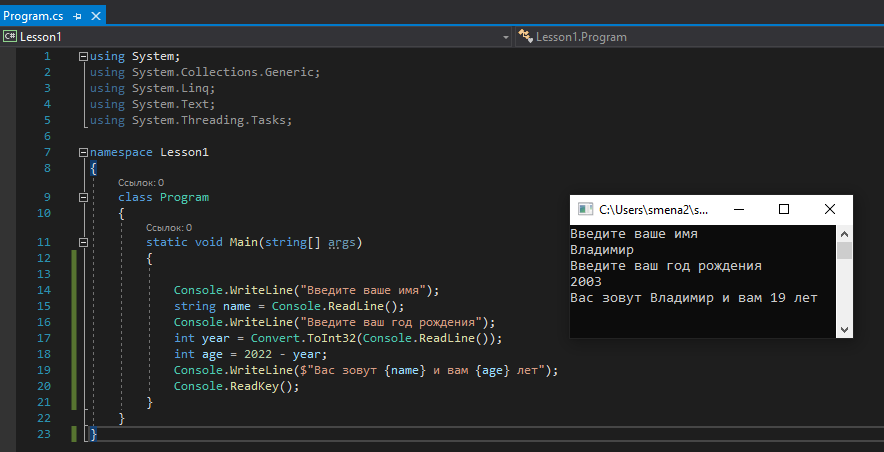 Program.cs
C# Lesson1
Lesson1.Program
1 using System;
2 using System.Collections.Generic;
3 using System.Linq;
4 using System.Text;
5 using System.Threading.Tasks;
6
7 namespace Lesson1
8 {
Ссылок: 0
9 class Program
10 {
Ссылок: 0
11 static void Main(string[] args)
12 {
13
14 Console.WriteLine("Введите ваше имя");
15 string name = Console.ReadLine();
16 Console.WriteLine("Введите ваш год рождения");
17 int year = Convert.ToInt32(Console.ReadLine());
18 int age = 2022 - year;
19 Console.WriteLine($"Вас зовут {name} и вам {age} лет");
20 Console.ReadKey();
21 }
22 }
23 }
C:\Users\smena2\s...
Введите ваше имя
Владимир
Введите ваш год рождения
2003
Вас зовут Владимир и вам 19 лет